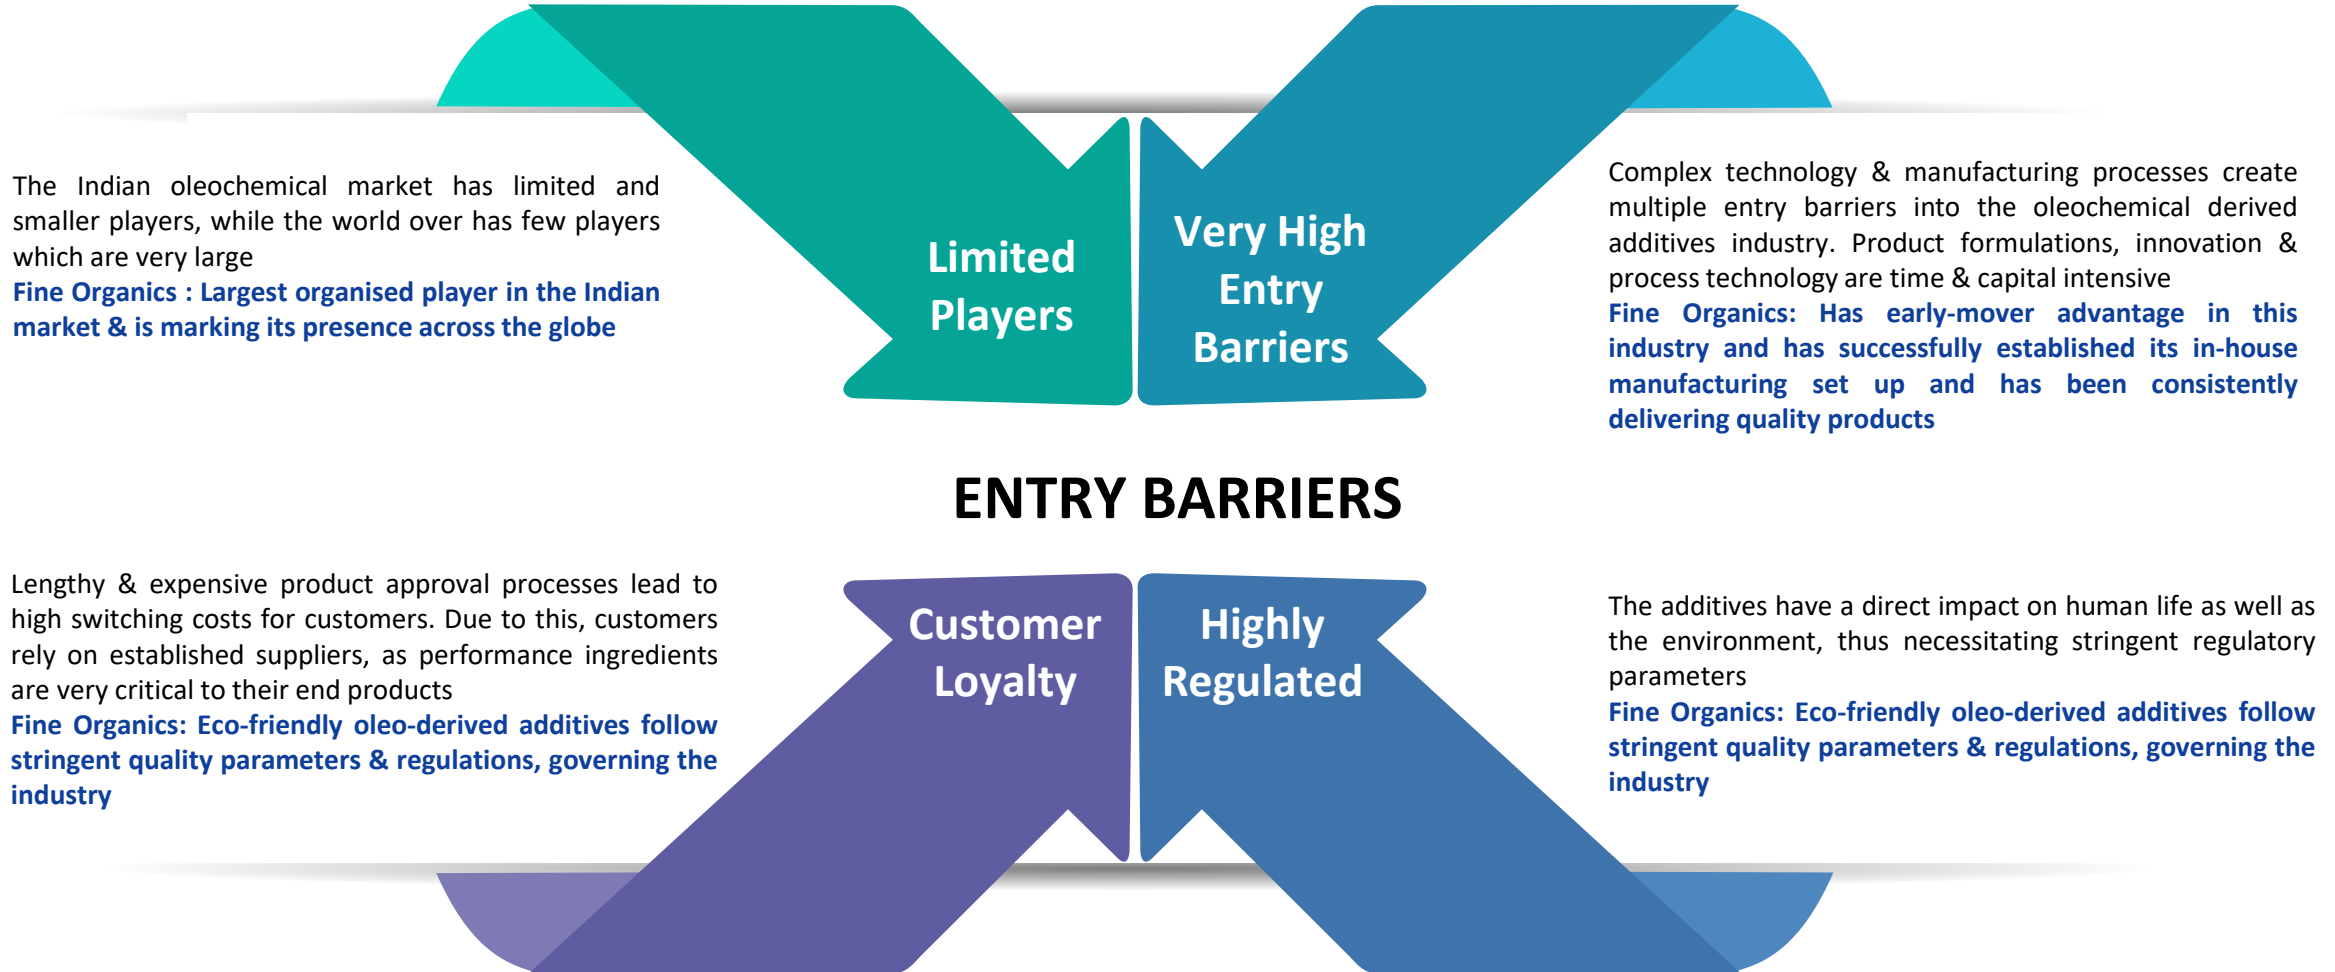 The Indian oleochemical market has limited and
smaller players, while the world over has few players
which are very large
Fine Organics : Largest organised player in the Indian
market & is marking its presence across the globe
Limited
Players
Very High
Entry
Barriers
Complex technology & manufacturing processes create
multiple entry barriers into the oleochemical derived
additives industry. Product formulations, innovation &
process technology are time & capital intensive
Fine Organics: Has early-mover advantage in this
industry and has successfully established its in-house
manufacturing set up and has been consistently
delivering quality products
ENTRY BARRIERS
Lengthy & expensive product approval processes lead to
high switching costs for customers. Due to this, customers
rely on established suppliers, as performance ingredients
are very critical to their end products
Fine Organics: Eco-friendly oleo-derived additives follow
stringent quality parameters & regulations, governing the
industry
Customer
Loyalty
Highly
Regulated
The additives have a direct impact on human life as well as
the environment, thus necessitating stringent regulatory
parameters
Fine Organics: Eco-friendly oleo-derived additives follow
stringent quality parameters & regulations, governing the
industry